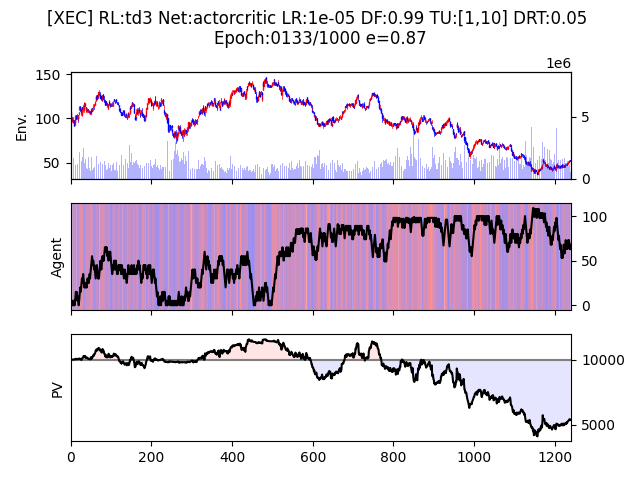 [XEC] RL:td3 Net:actorcritic LR:1e-05 DF:0.99 TU:[1,10] DRT:0.05
Epoch:0133/1000 e=0.87
1e6
150
100
50
Env.
5
0
Agent
100
50
0
PV
10000
5000
0 200 400 600 800 1000 1200